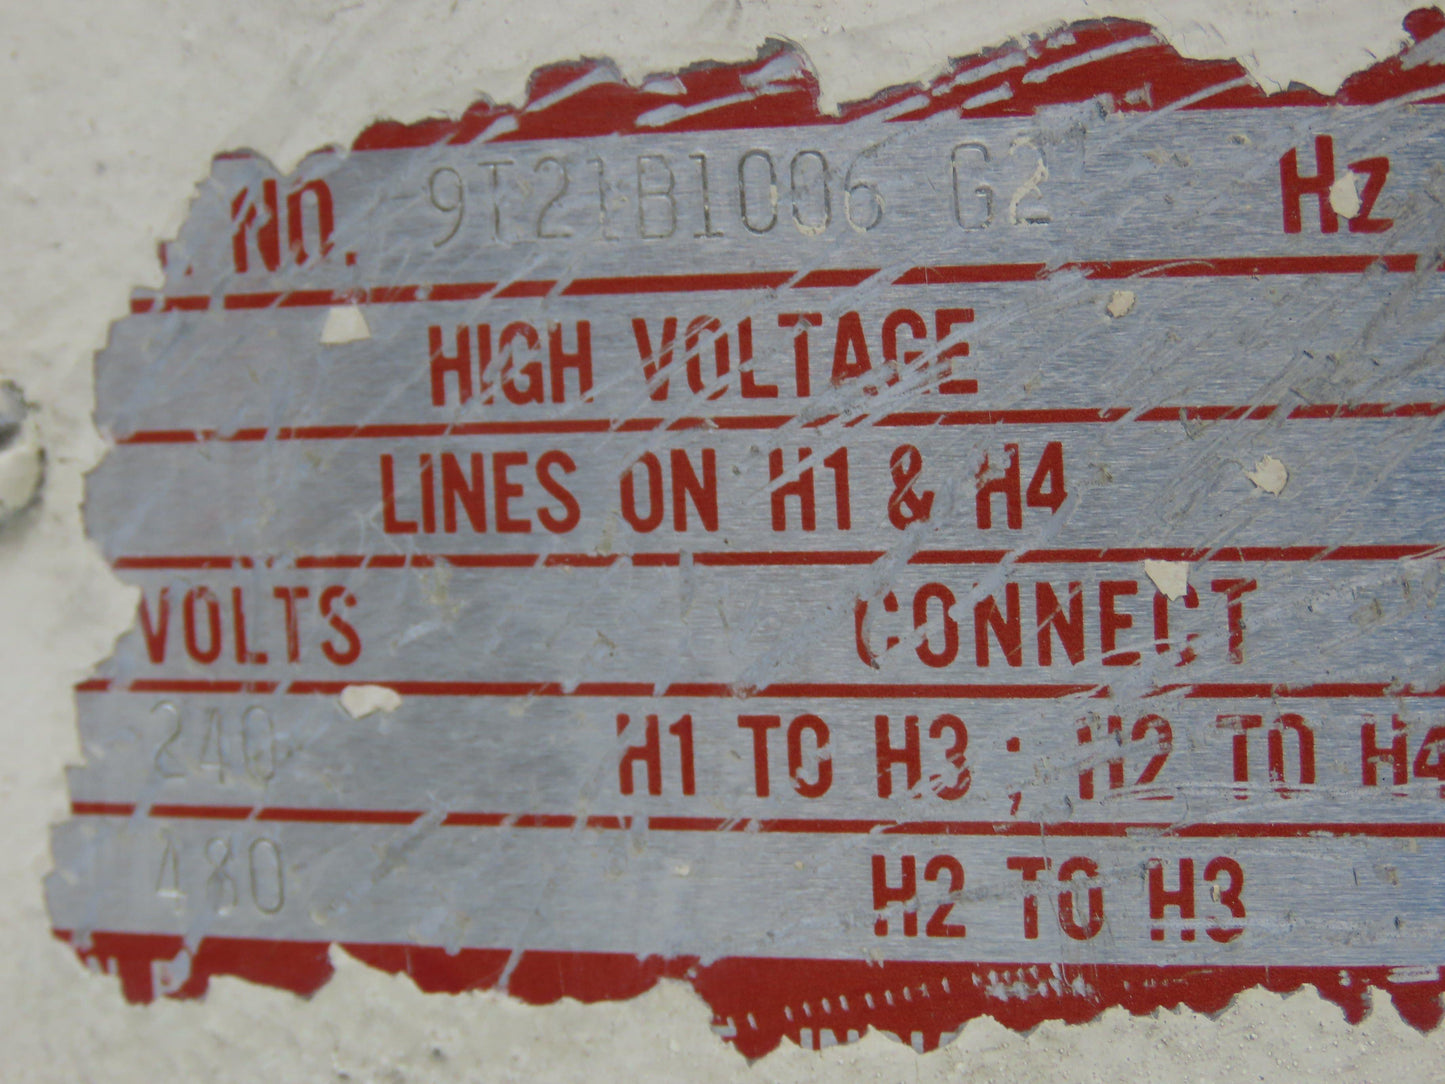 No. 9T21B1006 G2 Hz
HIGH VOLTAGE
LINES ON H1 & H4
VOLTS CONNECT
240 H1 TO H3 ; H2 TO H4
480 H2 TO H3